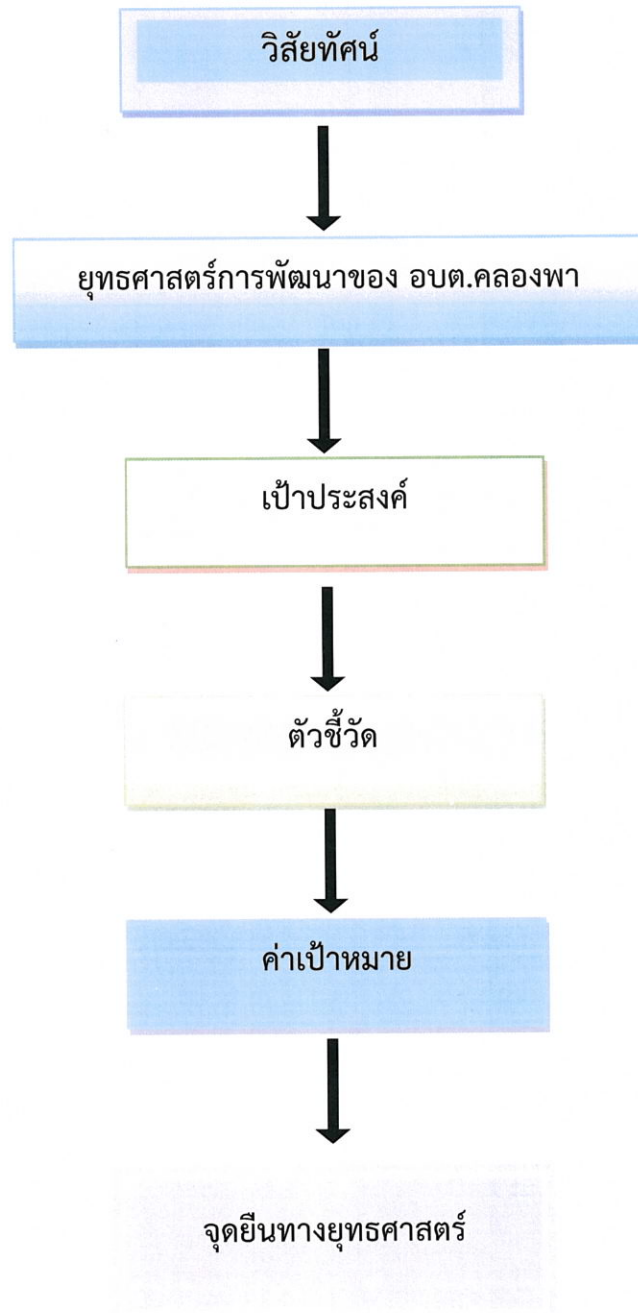 วิสัยทัศน์
ยุทธศาสตร์การพัฒนาของ อบต.คลองพา
เป้าประสงค์
ตัวชี้วัด
ค่าเป้าหมาย
จุดยืนทางยุทธศาสตร์